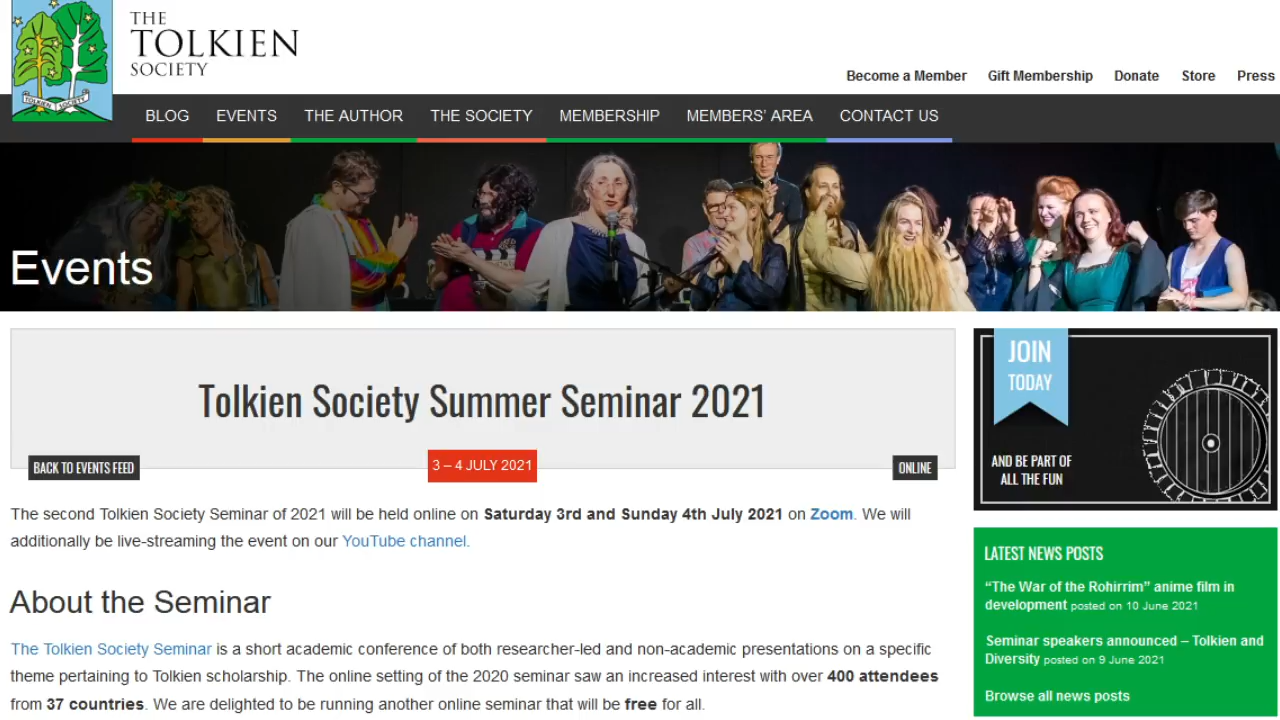 THE
TOLKIEN
SOCIETY
TOLKIEN SOCIETY
Become a Member Gift Membership Donate Store Press
BLOG EVENTS THE AUTHOR THE SOCIETY MEMBERSHIP MEMBERS' AREA CONTACT US
Events
Tolkien Society Summer Seminar 2021
BACK TO EVENTS FEED 3 – 4 JULY 2021 ONLINE
The second Tolkien Society Seminar of 2021 will be held online on Saturday 3rd and Sunday 4th July 2021 on Zoom. We will
additionally be live-streaming the event on our YouTube channel.
About the Seminar
The Tolkien Society Seminar is a short academic conference of both researcher-led and non-academic presentations on a specific
theme pertaining to Tolkien scholarship. The online setting of the 2020 seminar saw an increased interest with over 400 attendees
from 37 countries. We are delighted to be running another online seminar that will be free for all.
JOIN
TODAY
AND BE PART OF
ALL THE FUN
LATEST NEWS POSTS
“The War of the Rohirrim” anime film in
development posted on 10 June 2021
Seminar speakers announced – Tolkien and
Diversity posted on 9 June 2021
Browse all news posts